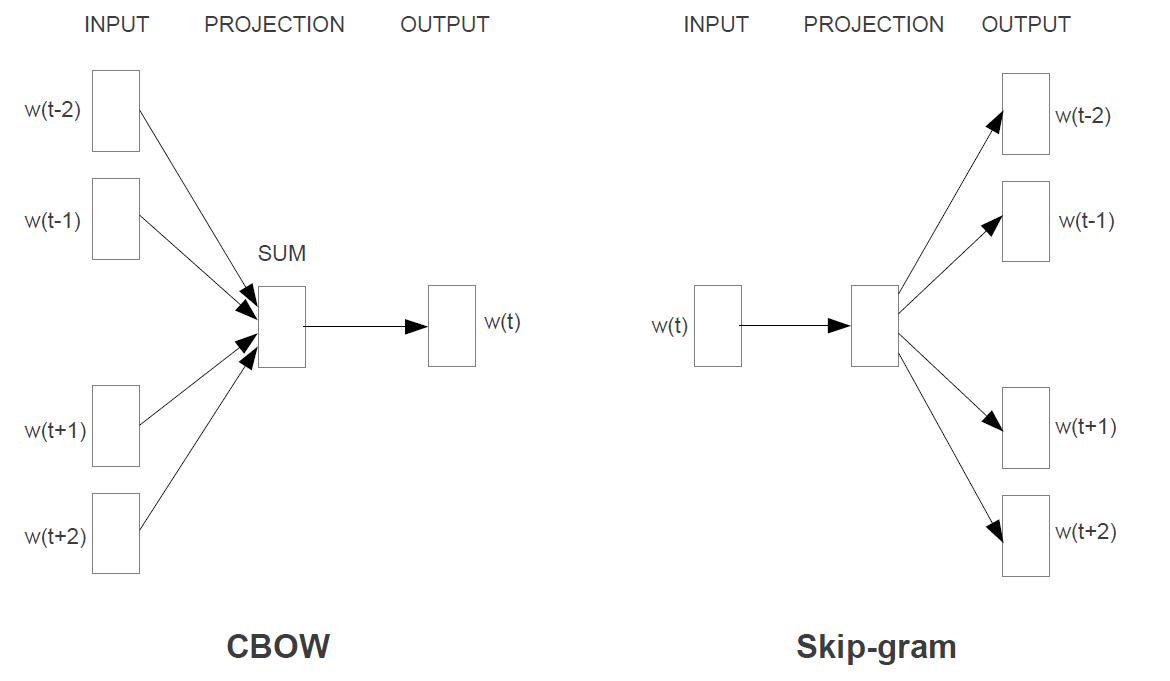 INPUT PROJECTION OUTPUT
w(t-2)
w(t-1)
SUM
w(t)
w(t+1)
w(t+2)
CBOW
INPUT PROJECTION OUTPUT
w(t-2)
w(t-1)
w(t)
w(t+1)
w(t+2)
Skip-gram